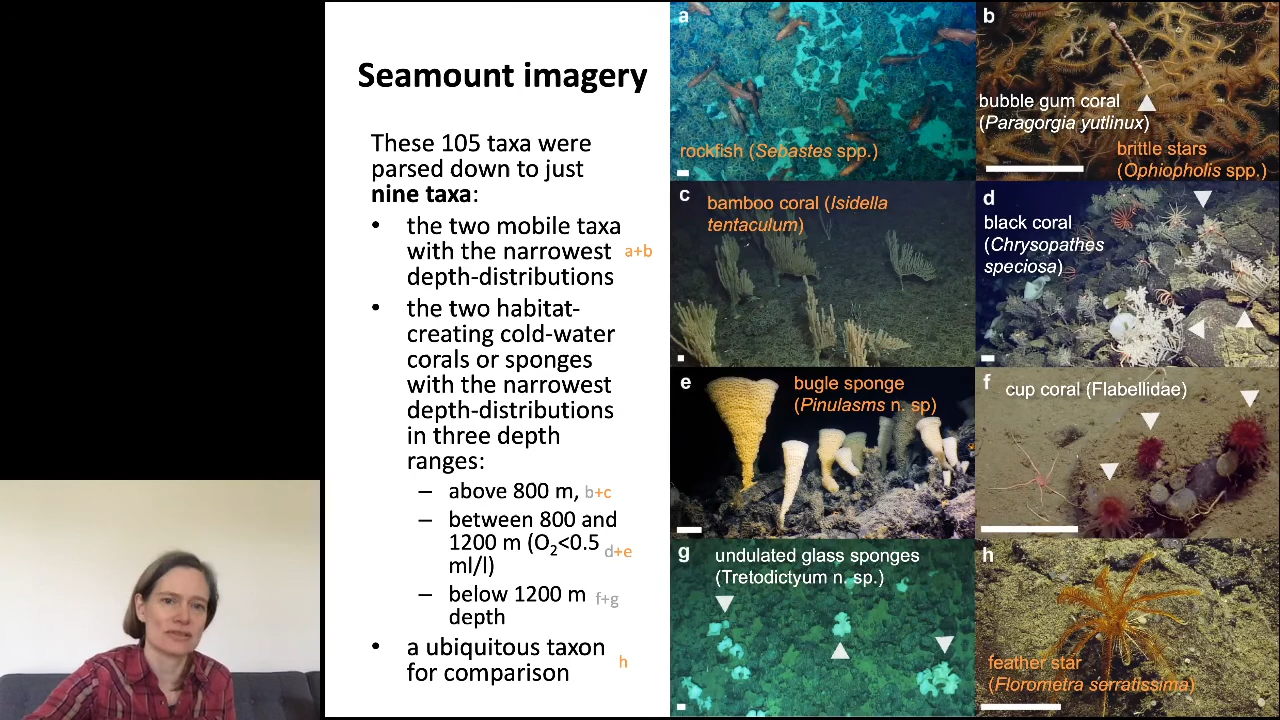 Seamount imagery
These 105 taxa were
parsed down to just
nine taxa:
• the two mobile taxa
with the narrowest a+b
depth-distributions
• the two habitat-
creating cold-water
corals or sponges
with the narrowest
depth-distributions
in three depth
ranges:
– above 800 m, b+c
– between 800 and
1200 m (O₂<0.5 d+e
ml/l)
– below 1200 m f+g
depth
• a ubiquitous taxon
for comparison h
a
rockfish (Sebastes spp.)
b
bubble gum coral
(Paragorgia yutlinux)
brittle stars
(Ophiopholis spp.)
c
bamboo coral (Isidella
tentaculum)
d
black coral
(Chrysopathes
speciosa)
e
bugle sponge
(Pinulasms n. sp)
f
cup coral (Flabellidae)
g
undulated glass sponges
(Tretodictyum n. sp.)
h
feather star
(Florometra serratissima)